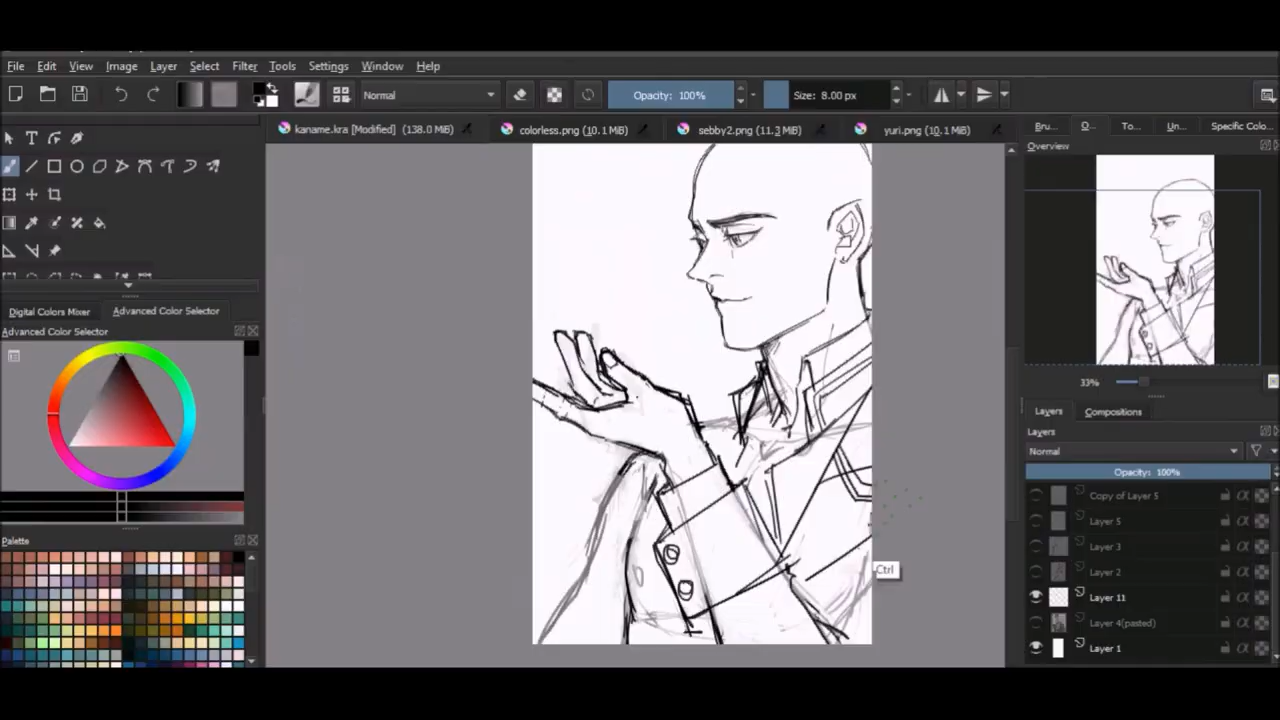 File Edit View Image Layer Select Filter Tools Settings Window Help
Normal Opacity: 100% Size: 8.00 px
kaname.kra [Modified] (138.0 MiB) colorless.png (10.1 MiB) sebby2.png (11.3 MiB) yuri.png (10.1 MiB) Bru... O... To... Un... Specific Colo...
Overview
Digital Colors Mixer Advanced Color Selector
Advanced Color Selector
33%
Layers Compositions
Layers
Normal
Opacity: 100%
Copy of Layer 5
Layer 5
Layer 3
Palette
Ctrl
Layer 2
Layer 11
Layer 4(pasted)
Layer 1